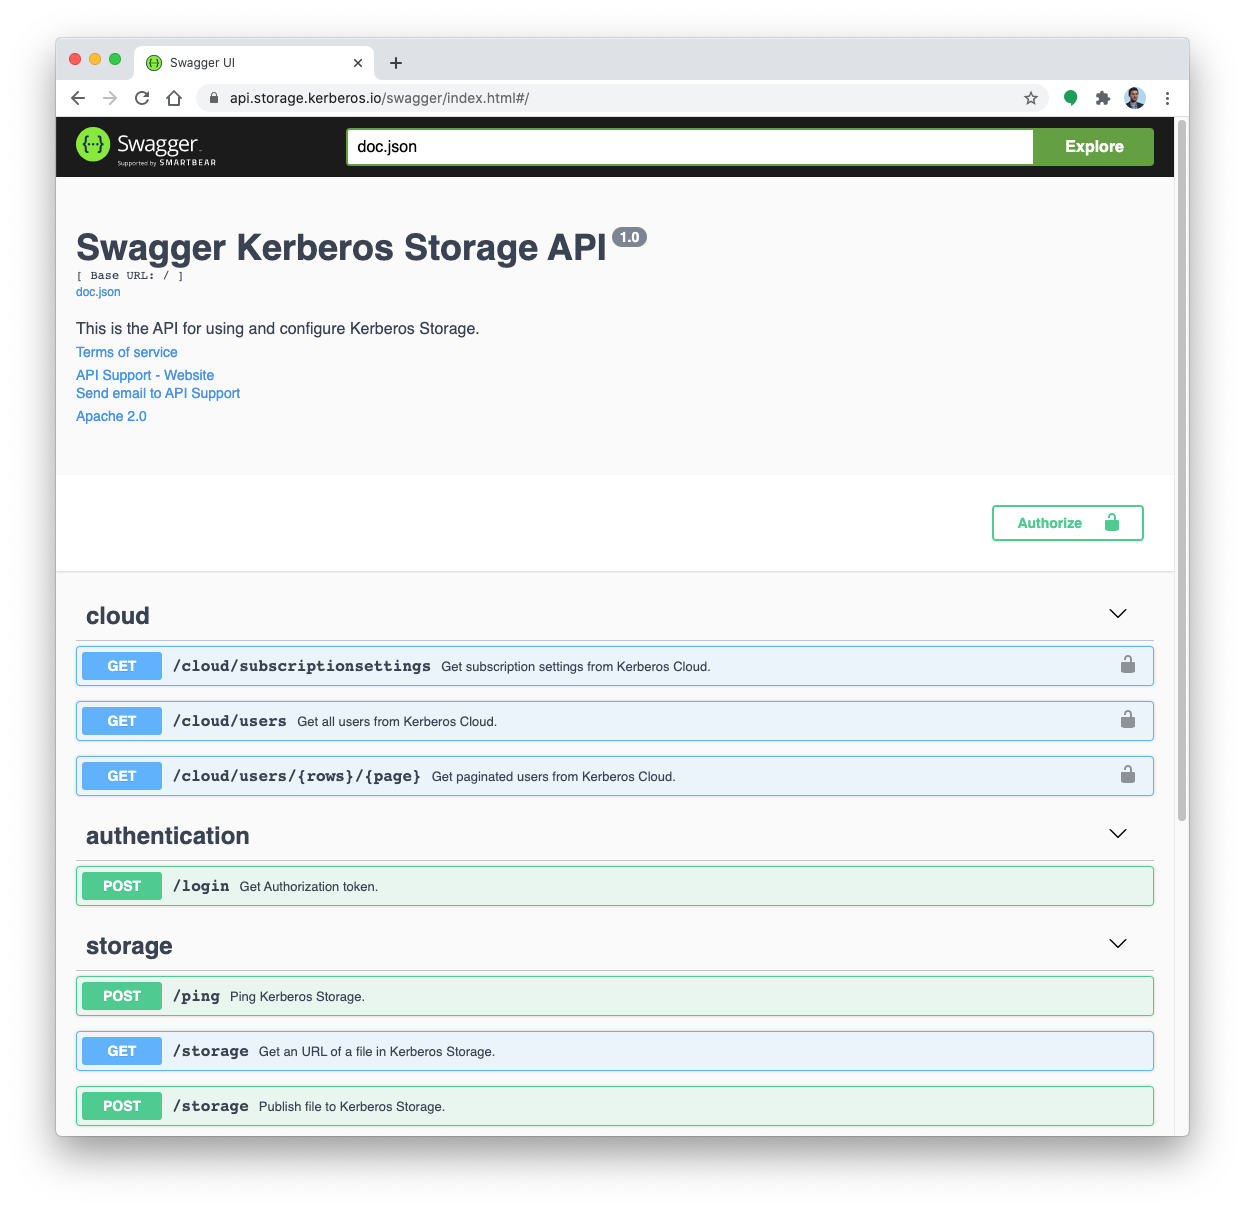 Swagger UI
api.storage.kerberos.io/swagger/index.html#/
Swagger
Supported by SMARTBEAR
doc.json
Explore
Swagger Kerberos Storage API 1.0
[ Base URL: / ]
doc.json
This is the API for using and configure Kerberos Storage.
Terms of service
API Support - Website
Send email to API Support
Apache 2.0
Authorize
cloud
GET /cloud/subscriptionsettings Get subscription settings from Kerberos Cloud.
GET /cloud/users Get all users from Kerberos Cloud.
GET /cloud/users/{rows}/{page} Get paginated users from Kerberos Cloud.
authentication
POST /login Get Authorization token.
storage
POST /ping Ping Kerberos Storage.
GET /storage Get an URL of a file in Kerberos Storage.
POST /storage Publish file to Kerberos Storage.